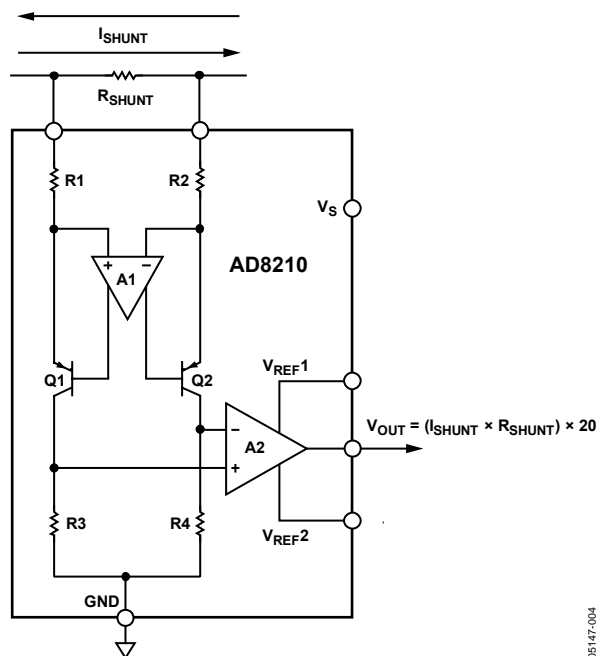 I_SHUNT
R_SHUNT
R1
R2
V_S
+
−
A1
AD8210
Q1
Q2
V_REF1
V_OUT = (I_SHUNT × R_SHUNT) × 20
−
A2
+
R3
R4
V_REF2
GND
05147-004